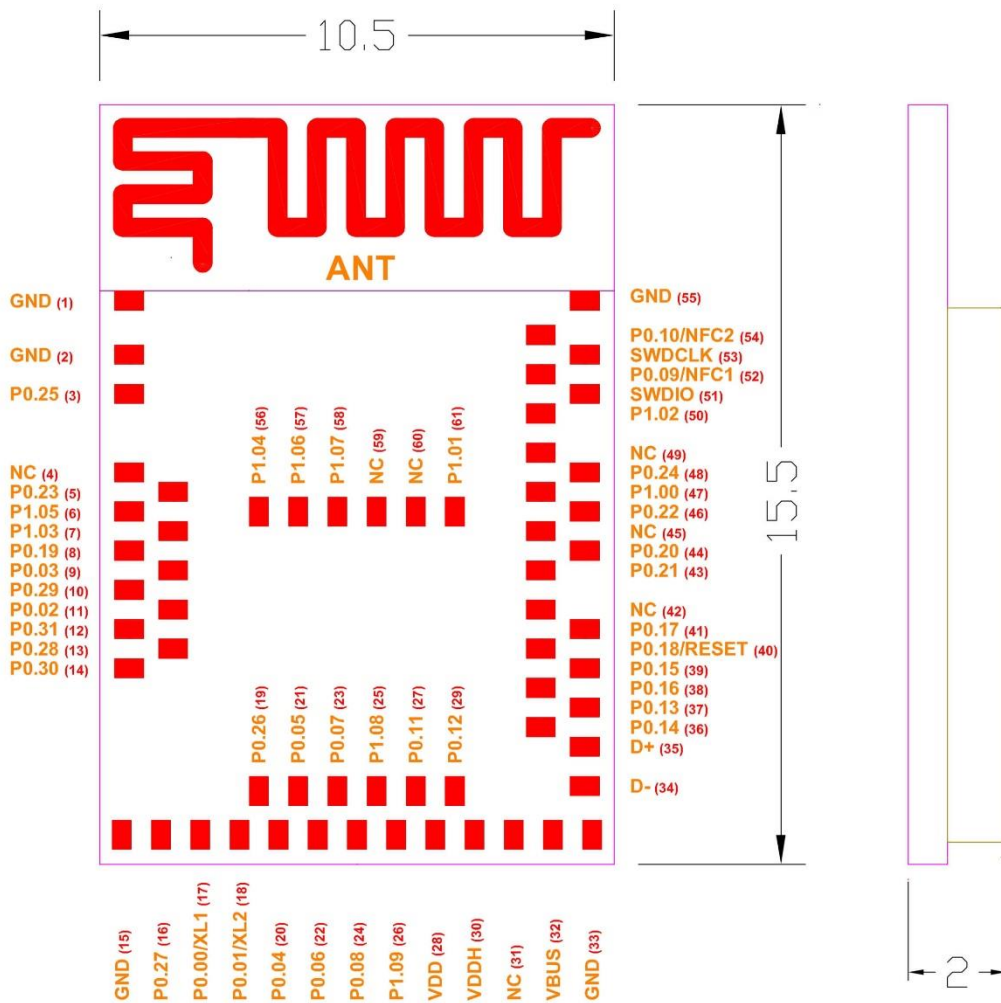 10.5
ANT
GND (1)
GND (2)
P0.25 (3)
NC (4)
P0.23 (5)
P1.05 (6)
P1.03 (7)
P0.19 (8)
P0.03 (9)
P0.29 (10)
P0.02 (11)
P0.31 (12)
P0.28 (13)
P0.30 (14)
P1.04 (56)
P1.06 (57)
P1.07 (58)
NC (59)
NC (60)
P1.01 (61)
P0.26 (19)
P0.05 (21)
P0.07 (23)
P1.08 (25)
P0.11 (27)
P0.12 (29)
GND (55)
P0.10/NFC2 (54)
SWDCLK (53)
P0.09/NFC1 (52)
SWDIO (51)
P1.02 (50)
NC (49)
P0.24 (48)
P1.00 (47)
P0.22 (46)
NC (45)
P0.20 (44)
P0.21 (43)
NC (42)
P0.17 (41)
P0.18/RESET (40)
P0.15 (39)
P0.16 (38)
P0.13 (37)
P0.14 (36)
D+ (35)
D- (34)
15.5
GND (15)
P0.27 (16)
P0.00/XL1 (17)
P0.01/XL2 (18)
P0.04 (20)
P0.06 (22)
P0.08 (24)
P1.09 (26)
VDD (28)
VDDH (30)
NC (31)
VBUS (32)
GND (33)
2